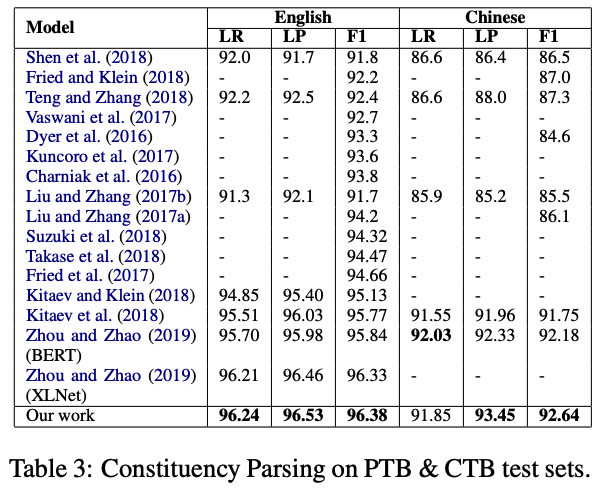 Model English Chinese
LR LP F1 LR LP F1
Shen et al. (2018) 92.0 91.7 91.8 86.6 86.4 86.5
Fried and Klein (2018) - - 92.2 - - 87.0
Teng and Zhang (2018) 92.2 92.5 92.4 86.6 88.0 87.3
Vaswani et al. (2017) - - 92.7 - - -
Dyer et al. (2016) - - 93.3 - - 84.6
Kuncoro et al. (2017) - - 93.6 - - -
Charniak et al. (2016) - - 93.8 - - -
Liu and Zhang (2017b) 91.3 92.1 91.7 85.9 85.2 85.5
Liu and Zhang (2017a) - - 94.2 - - 86.1
Suzuki et al. (2018) - - 94.32 - - -
Takase et al. (2018) - - 94.47 - - -
Fried et al. (2017) - - 94.66 - - -
Kitaev and Klein (2018) 94.85 95.40 95.13 - - -
Kitaev et al. (2018) 95.51 96.03 95.77 91.55 91.96 91.75
Zhou and Zhao (2019) 95.70 95.98 95.84 92.03 92.33 92.18
(BERT)
Zhou and Zhao (2019) 96.21 96.46 96.33 - - -
(XLNet)
Our work 96.24 96.53 96.38 91.85 93.45 92.64
Table 3: Constituency Parsing on PTB & CTB test sets.